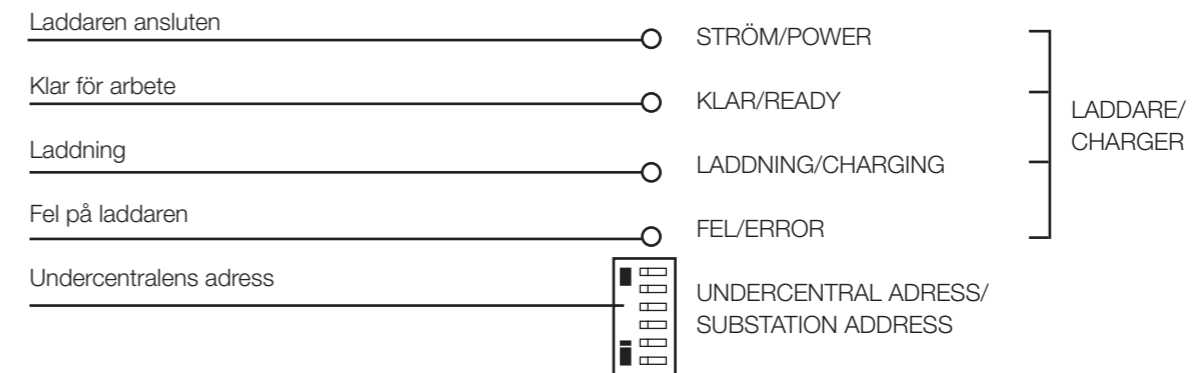 Laddaren ansluten
STRÖM/POWER
Klar för arbete
KLAR/READY
LADDARE/
CHARGER
Laddning
LADDNING/CHARGING
Fel på laddaren
FEL/ERROR
Undercentralens adress
UNDERCENTRAL ADRESS/
SUBSTATION ADDRESS